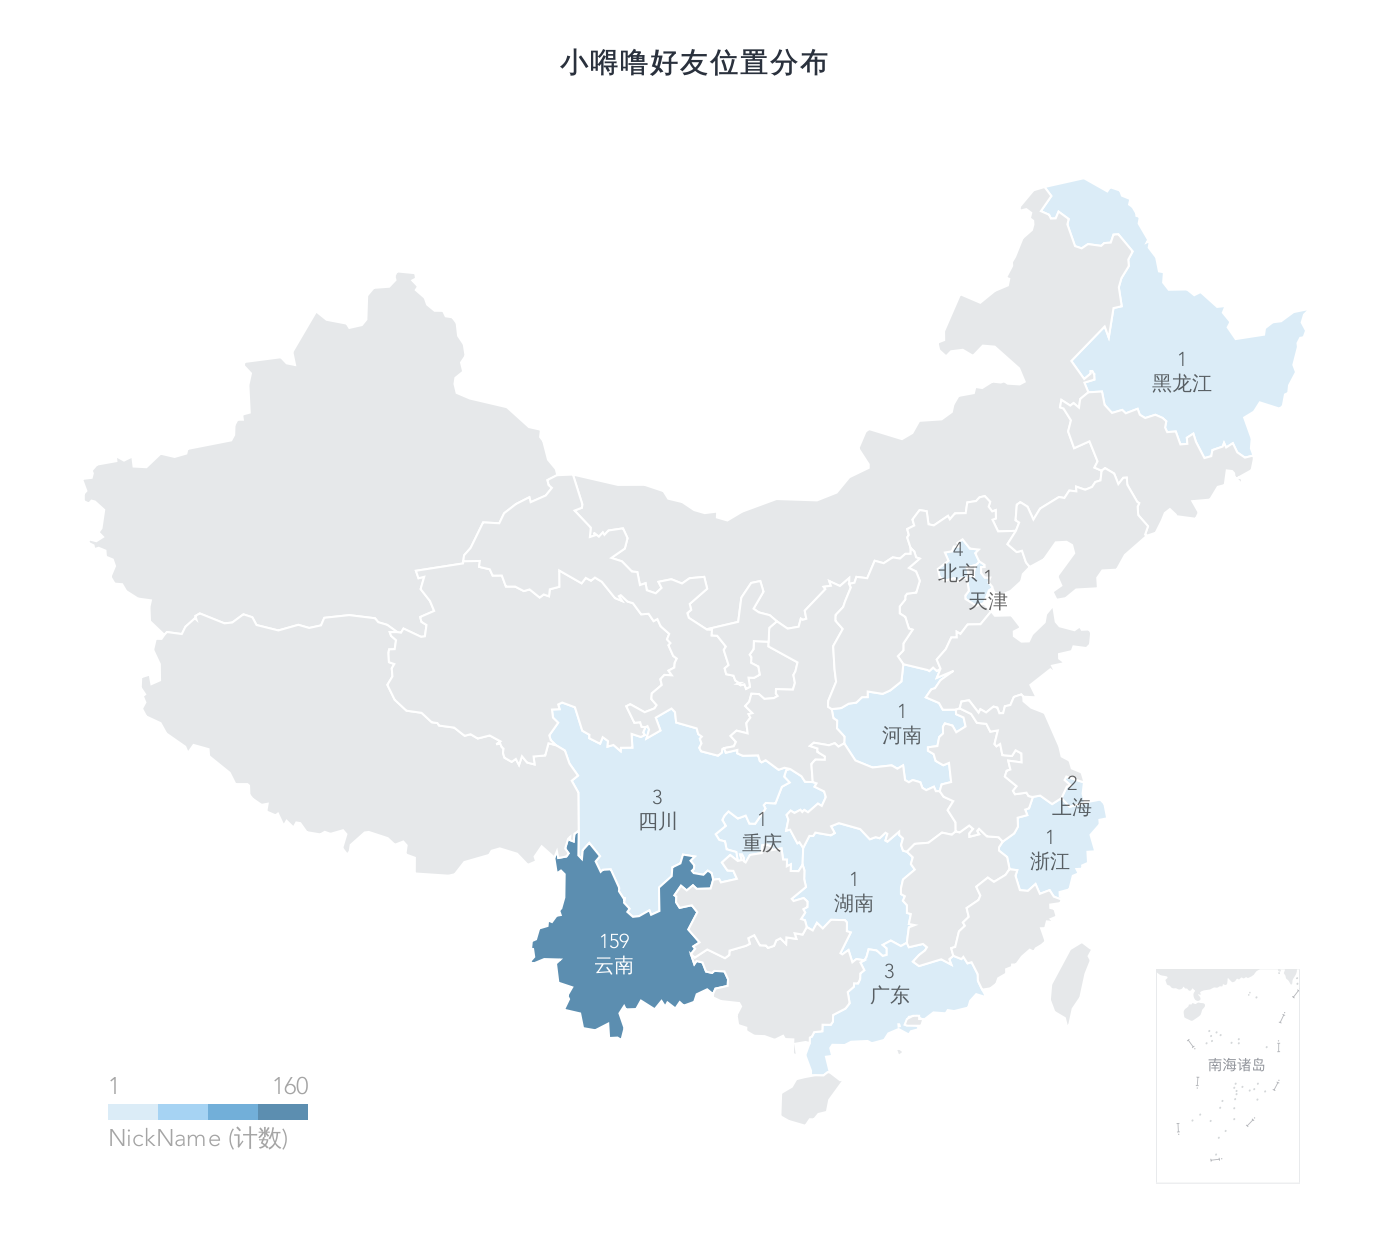 小嘚噜好友位置分布
1
黑龙江
4
北京
1
天津
1
河南
2
上海
3
四川
1
重庆
1
浙江
1
湖南
159
云南
3
广东
南海诸岛
1 160
NickName (计数)